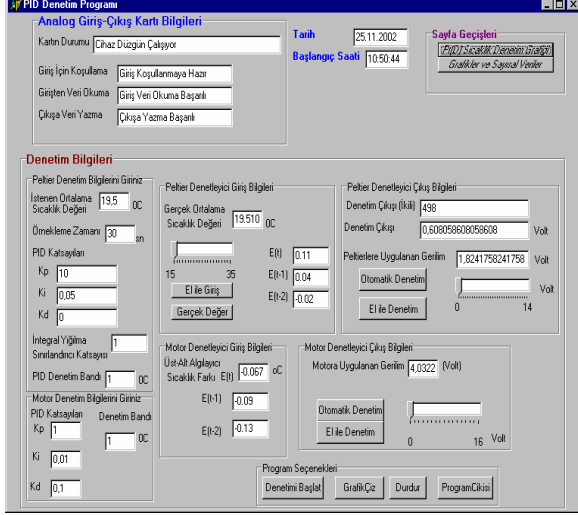 PID Denetim Programı
Analog Giriş-Çıkış Kartı Bilgileri
Kartın Durumu Cihaz Düzgün Çalışıyor
Giriş İçin Koşullama Giriş Koşullanmaya Hazır
Girişten Veri Okuma Giriş Veri Okuma Başarılı
Çıkışa Veri Yazma Çıkışa Yazma Başarılı
Tarih 25.11.2002
Başlangıç Saati 10:50:44
Sayfa Geçişleri
PI(D) Sıcaklık Denetim Grafiği
Grafikler ve Sayısal Veriler
Denetim Bilgileri
Peltier Denetim Bilgilerini Giriniz
İstenen Ortalama
Sıcaklık Değeri 19,5 0C
Örnekleme Zamanı 30 sn
PID Katsayıları
Kp 10
Ki 0,05
Kd 0
İntegral Yığılma
Sınırlandırıcı Katsayısı 1
PID Denetim Bandı 1 0C
Motor Denetim Bilgilerini Giriniz
PID Katsayıları Denetim Bandı
Kp 1
1 0C
Ki 0,01
Kd 0,1
Peltier Denetleyici Giriş Bilgileri
Gerçek Ortalama
Sıcaklık Değeri 19.510 0C
15 35
El ile Giriş
Gerçek Değer
E(t) 0.11
E(t-1) 0.04
E(t-2) -0.02
Motor Denetleyici Giriş Bilgileri
Üst-Alt Algılayıcı
Sıcaklık Farkı E(t) -0.067 oC
E(t-1) -0.09
E(t-2) -0.13
Peltier Denetleyici Çıkış Bilgileri
Denetim Çıkışı (İkili) 498
Denetim Çıkışı 0,608058608058608 Volt
Peltierlere Uygulanan Gerilim 1,8241758241758 Volt
Otomatik Denetim
El ile Denetim
0 14 Volt
Motor Denetleyici Çıkış Bilgileri
Motora Uygulanan Gerilim 4,0322 (Volt)
Otomatik Denetim
El ile Denetim
0 16 Volt
Program Seçenekleri
Denetimi Başlat GrafikÇiz Durdur ProgramCikisi